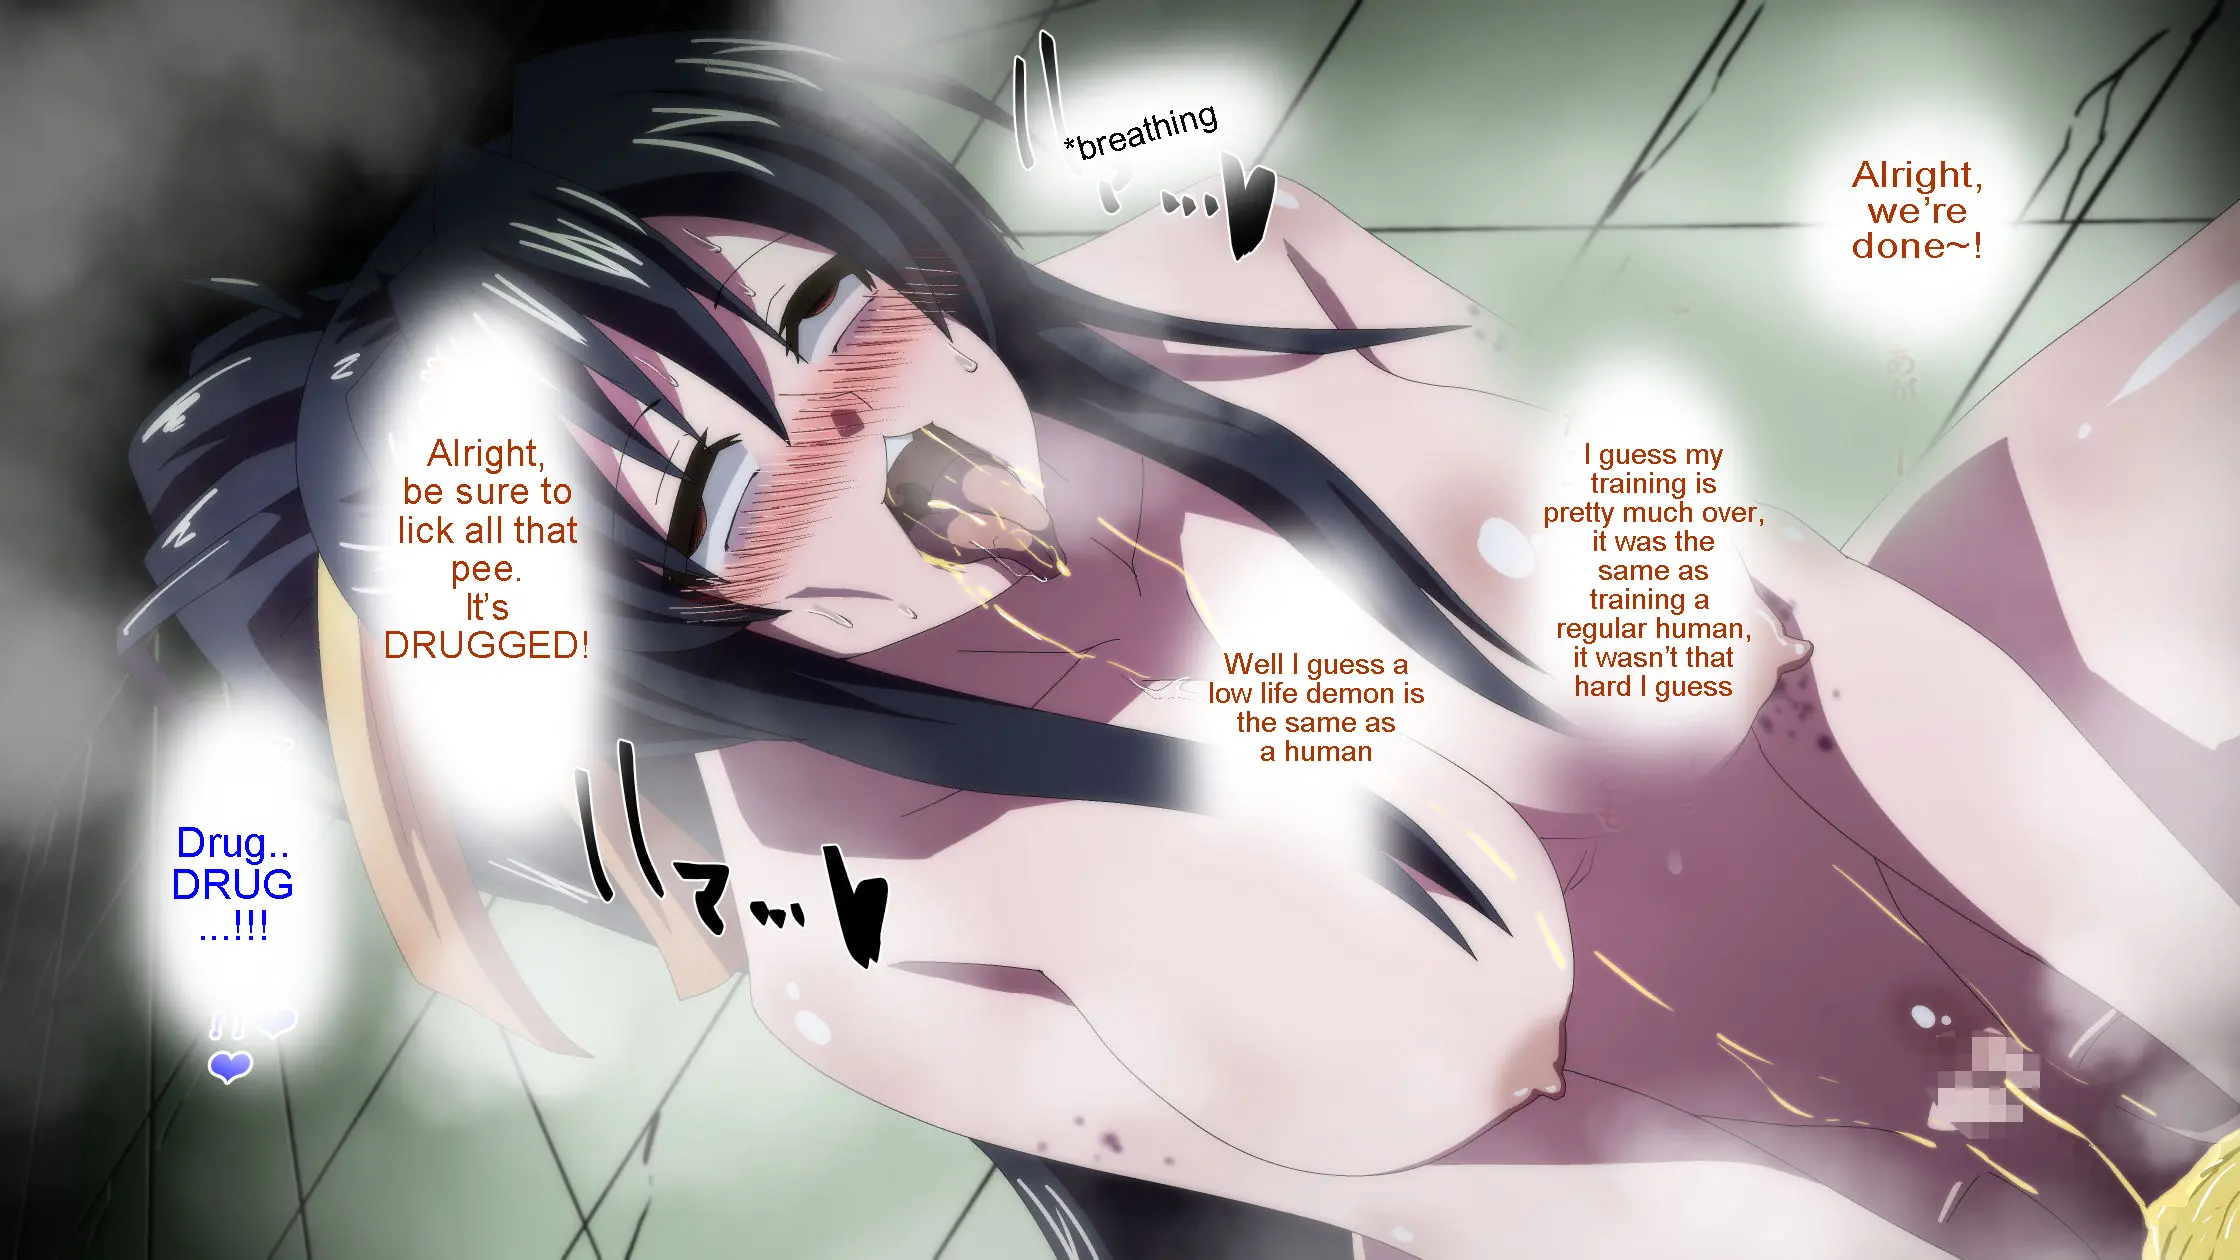 *breathing
Alright,
we're
done~!
I guess my
training is
pretty much over,
it was the
same as
training a
regular human,
it wasn't that
hard I guess
Well I guess a
low life demon is
the same as
a human
Alright,
be sure to
lick all that
pee.
It's
DRUGGED!
Drug..
DRUG
...!!!